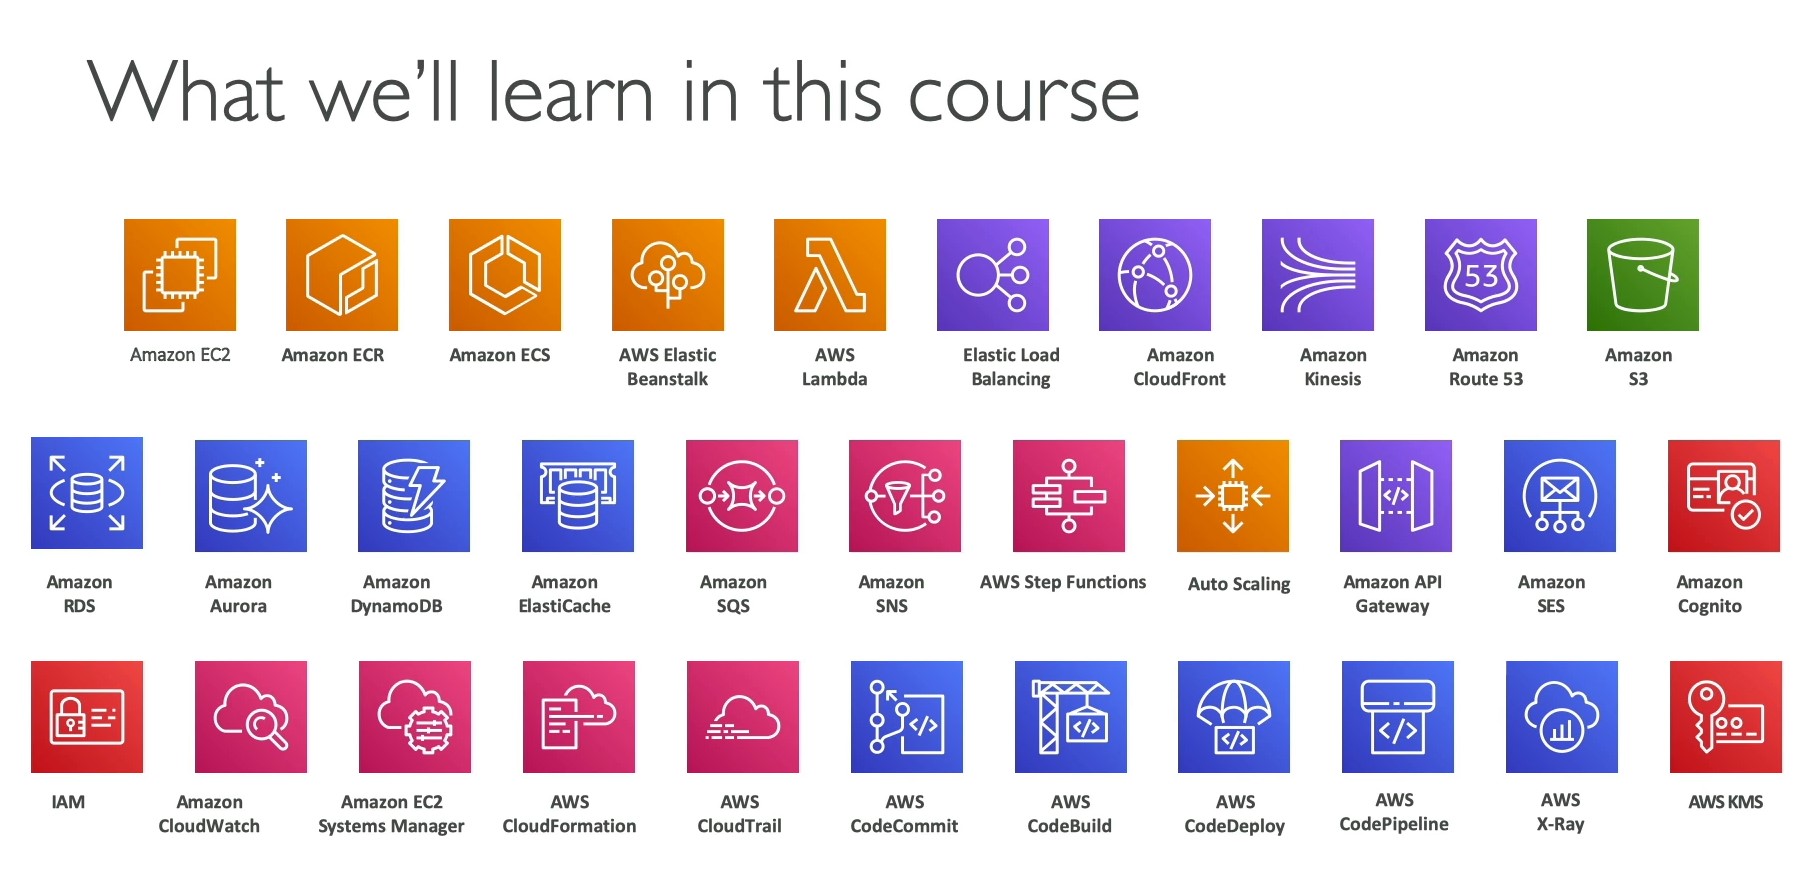 What we'll learn in this course
53
Amazon EC2
Amazon ECR
Amazon ECS
AWS Elastic
Beanstalk
AWS
Lambda
Elastic Load
Balancing
Amazon
CloudFront
Amazon
Kinesis
Amazon
Route 53
Amazon
S3
</>
Amazon
RDS
Amazon
Aurora
Amazon
DynamoDB
Amazon
ElastiCache
Amazon
SQS
Amazon
SNS
AWS Step Functions
Auto Scaling
Amazon API
Gateway
Amazon
SES
Amazon
Cognito
</>
</>
</>
</>
IAM
Amazon
CloudWatch
Amazon EC2
Systems Manager
AWS
CloudFormation
AWS
CloudTrail
AWS
CodeCommit
AWS
CodeBuild
AWS
CodeDeploy
AWS
CodePipeline
AWS
X-Ray
AWS KMS